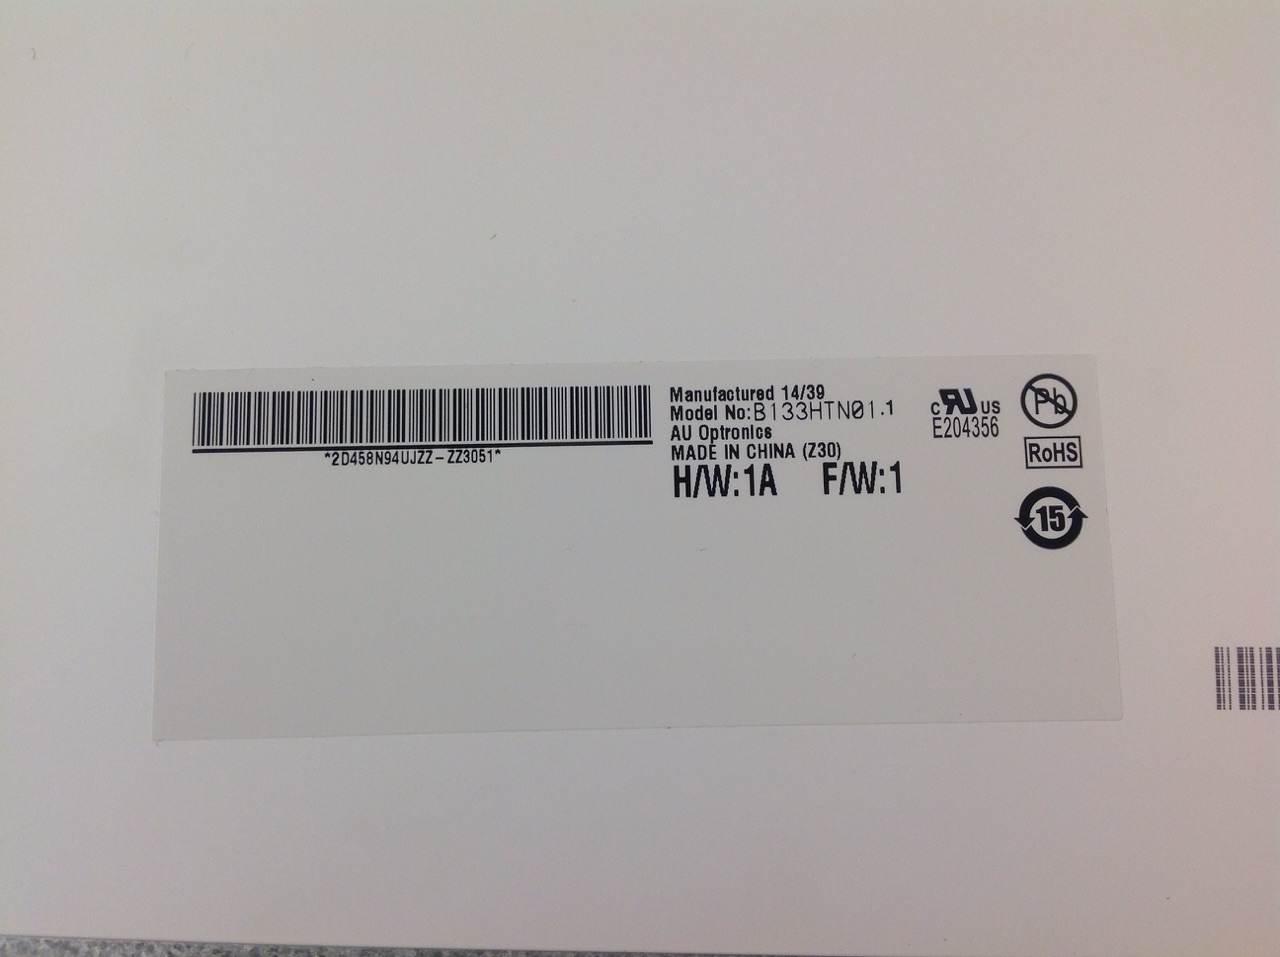 *2D458N94UJZZ-ZZ3051*
Manufactured 14/39
Model No:B133HTN01.1
AU Optronics
MADE IN CHINA (Z30)
H/W:1A F/W:1
c RU US
E204356
Pb
RoHS
15